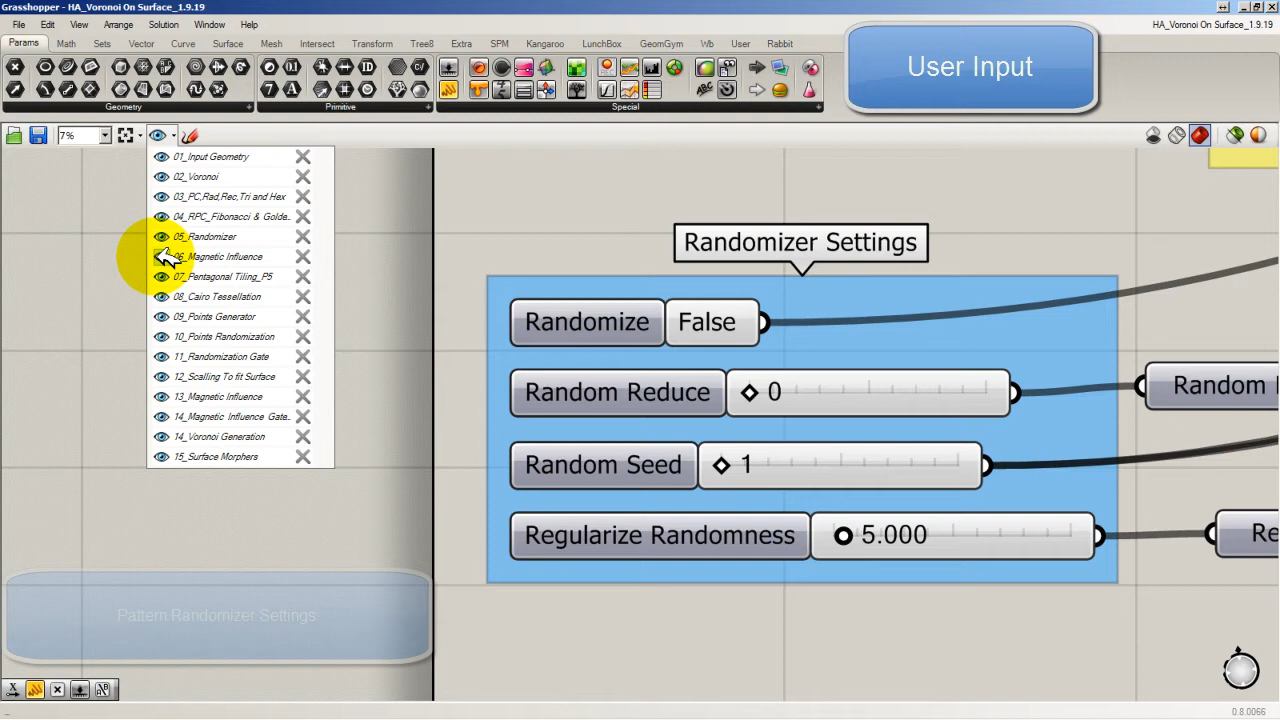 Grasshopper - HA_Voronoi On Surface_1.9.19
File Edit View Arrange Solution Window Help
HA_Voronoi On Surface_1.9.19
Params Math Sets Vector Curve Surface Mesh Intersect Transform Tree8 Extra SPM Kangaroo LunchBox GeomGym Wb User Rabbit
User Input
Geometry Primitive Special
7%
01_Input Geometry
02_Voronoi
03_PC,Rad,Rec,Tri and Hex
04_RPC_Fibonacci & Golde..
05_Randomizer
06_Magnetic Influence
07_Pentagonal Tiling_P5
08_Cairo Tessellation
09_Points Generator
10_Points Randomization
11_Randomization Gate
12_Scalling To fit Surface
13_Magnetic Influence
14_Magnetic Influence Gate..
14_Voronoi Generation
15_Surface Morphers
Randomizer Settings
Randomize False
Random Reduce 0
Random
Random Seed 1
Regularize Randomness 5.000
Re
Pattern Randomizer Settings
0.8.0066